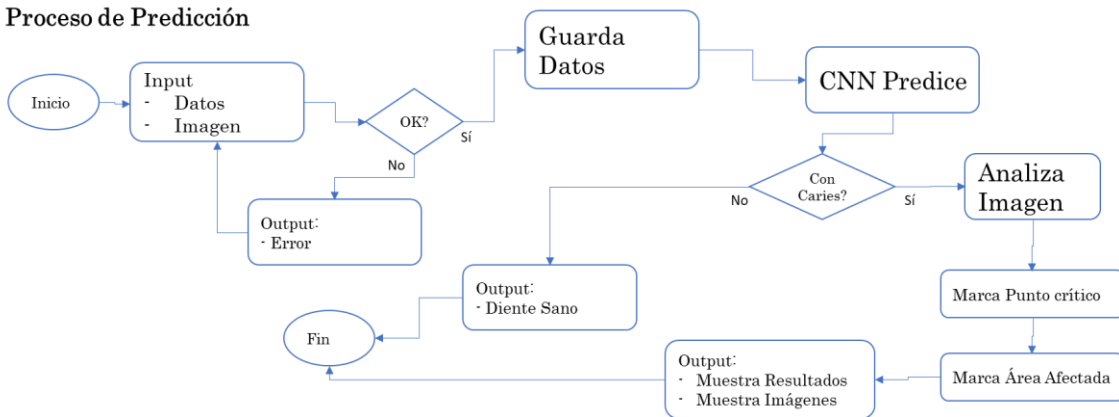 Proceso de Predicción
Inicio
Input
- Datos
- Imagen
OK?
Sí
No
Output:
- Error
Guarda
Datos
CNN Predice
Con
Caries?
No
Sí
Analiza
Imagen
Marca Punto crítico
Marca Área Afectada
Output:
- Muestra Resultados
- Muestra Imágenes
Output:
- Diente Sano
Fin